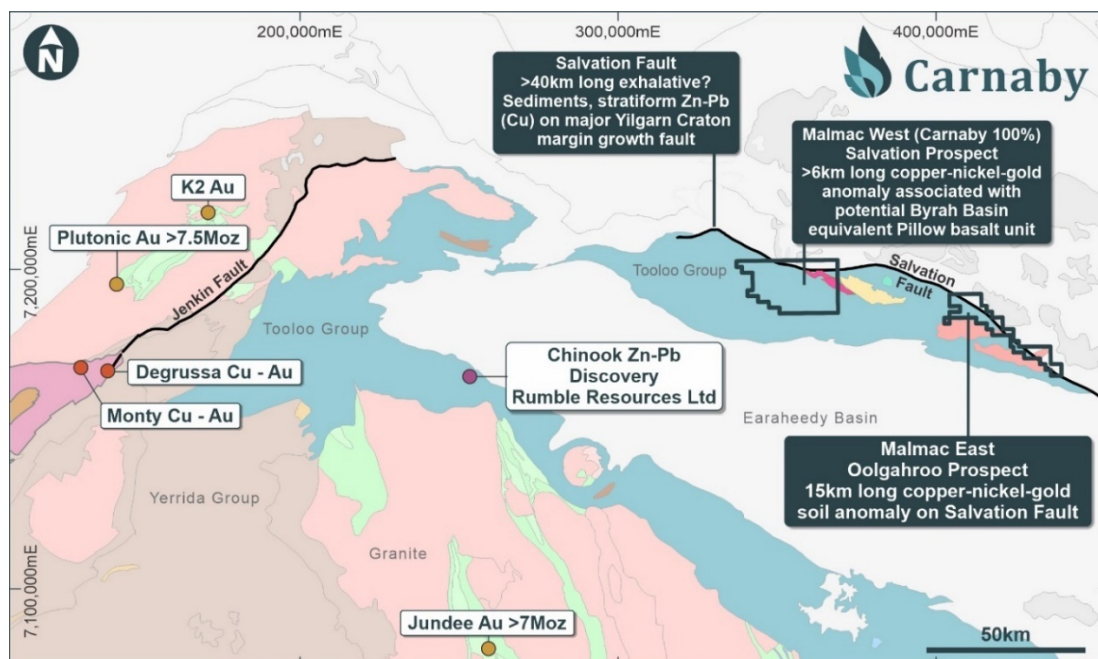 200,000mE
300,000mE
400,000mE
N
Carnaby
Salvation Fault
>40km long exhalative?
Sediments, stratiform Zn-Pb
(Cu) on major Yilgarn Craton
margin growth fault
Malmac West (Carnaby 100%)
Salvation Prospect
>6km long copper-nickel-gold
anomaly associated with
potential Byrah Basin
equivalent Pillow basalt unit
K2 Au
Plutonic Au >7.5Moz
7,200,000mE
Jenkin Fault
Tooloo Group
Tooloo Group
Salvation
Fault
Degrussa Cu - Au
Monty Cu - Au
Chinook Zn-Pb
Discovery
Rumble Resources Ltd
Earaheedy Basin
Malmac East
Oolgahroo Prospect
15km long copper-nickel-gold
soil anomaly on Salvation Fault
Yerrida Group
Granite
7,100,000mE
Jundee Au >7Moz
50km